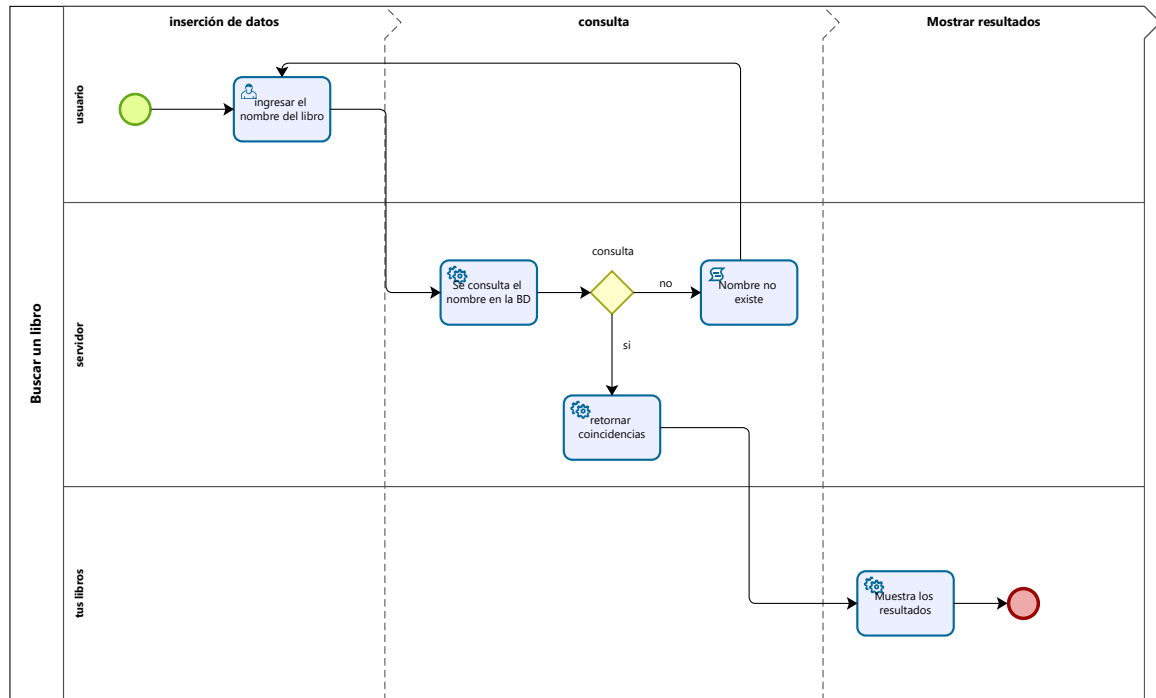 inserción de datos
consulta
Mostrar resultados
Buscar un libro
usuario
ingresar el
nombre del libro
servidor
Se consulta el
nombre en la BD
consulta
no
Nombre no
existe
si
retornar
coincidencias
tus libros
Muestra los
resultados